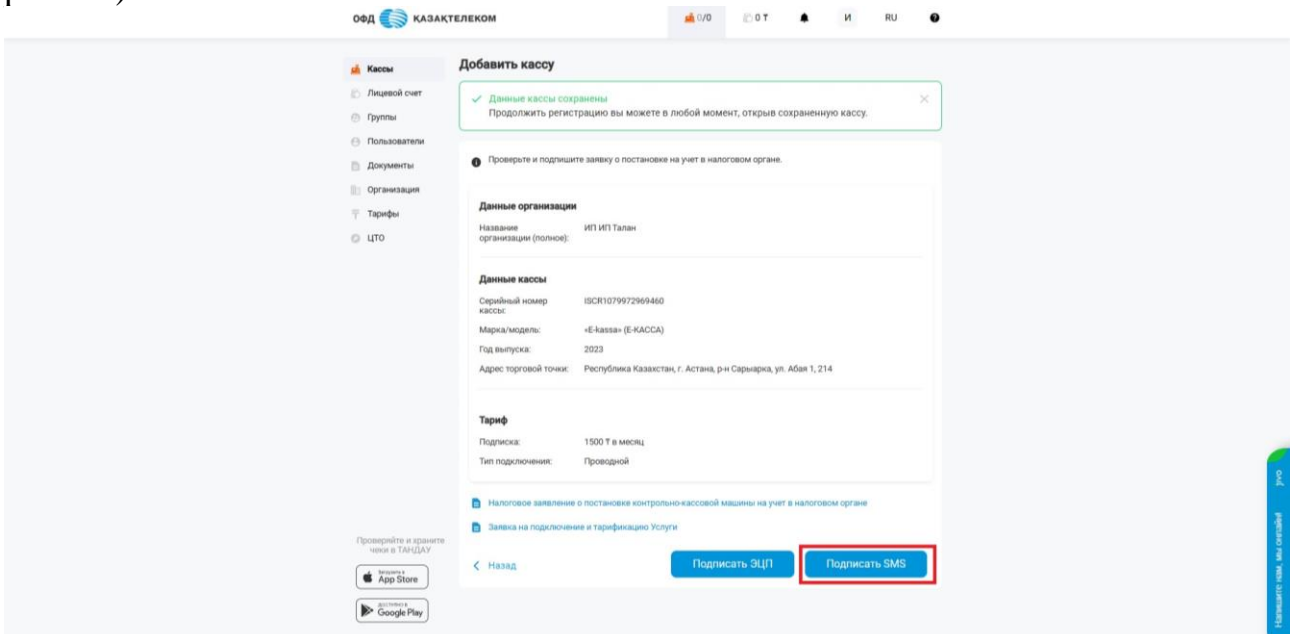 ОФД КАЗАКТЕЛЕКОМ
0/0
0 ₸
И
RU
Кассы
Лицевой счет
Группы
Пользователи
Документы
Организация
Тарифы
ЦТО
Добавить кассу
Данные кассы сохранены
Продолжить регистрацию вы можете в любой момент, открыв сохраненную кассу.
Проверьте и подпишите заявку о постановке на учет в налоговом органе.
Данные организации
Название организации (полное): ИП ИП Талан
Данные кассы
Серийный номер кассы: ISCR1079972969460
Марка/модель: «E-kassa» (Е-КАССА)
Год выпуска: 2023
Адрес торговой точки: Республика Казахстан, г. Астана, р-н Сарыарка, ул. Абая 1, 214
Тариф
Подписка: 1500 ₸ в месяц
Тип подключения: Проводной
Налоговое заявление о постановке контрольно-кассовой машины на учет в налоговом органе
Заявка на подключение и тарификацию Услуги
Назад
Подписать ЭЦП
Подписать SMS
Проверяйте и храните
чеки в ТАНДАУ
Загрузите в
App Store
ДОСТУПНО В
Google Play
Напишите нам, мы онлайн!
jivo